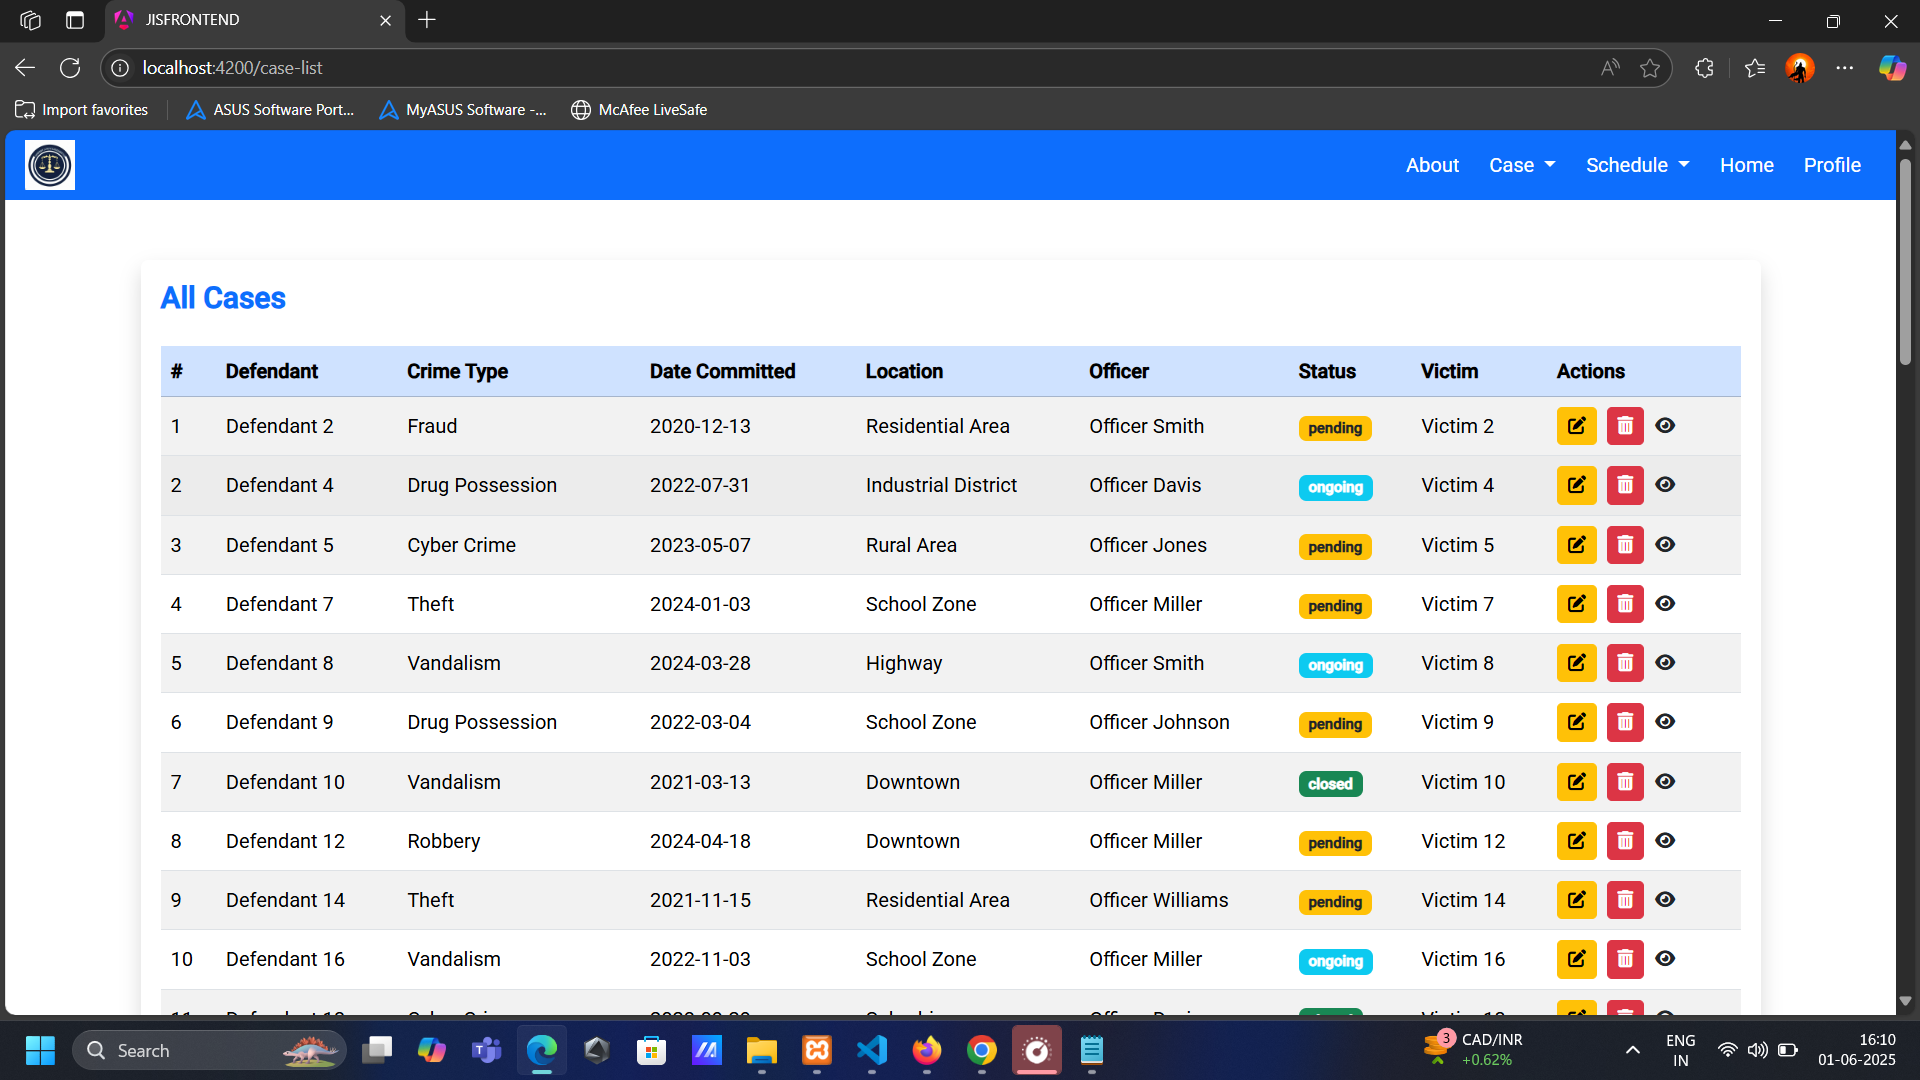 JISFRONTEND
localhost:4200/case-list
Import favorites
ASUS Software Port...
MyASUS Software -...
McAfee LiveSafe
About Case Schedule Home Profile
All Cases
# Defendant Crime Type Date Committed Location Officer Status Victim Actions
1 Defendant 2 Fraud 2020-12-13 Residential Area Officer Smith pending Victim 2
2 Defendant 4 Drug Possession 2022-07-31 Industrial District Officer Davis ongoing Victim 4
3 Defendant 5 Cyber Crime 2023-05-07 Rural Area Officer Jones pending Victim 5
4 Defendant 7 Theft 2024-01-03 School Zone Officer Miller pending Victim 7
5 Defendant 8 Vandalism 2024-03-28 Highway Officer Smith ongoing Victim 8
6 Defendant 9 Drug Possession 2022-03-04 School Zone Officer Johnson pending Victim 9
7 Defendant 10 Vandalism 2021-03-13 Downtown Officer Miller closed Victim 10
8 Defendant 12 Robbery 2024-04-18 Downtown Officer Miller pending Victim 12
9 Defendant 14 Theft 2021-11-15 Residential Area Officer Williams pending Victim 14
10 Defendant 16 Vandalism 2022-11-03 School Zone Officer Miller ongoing Victim 16
Search
3
CAD/INR
+0.62%
ENG
IN
16:10
01-06-2025